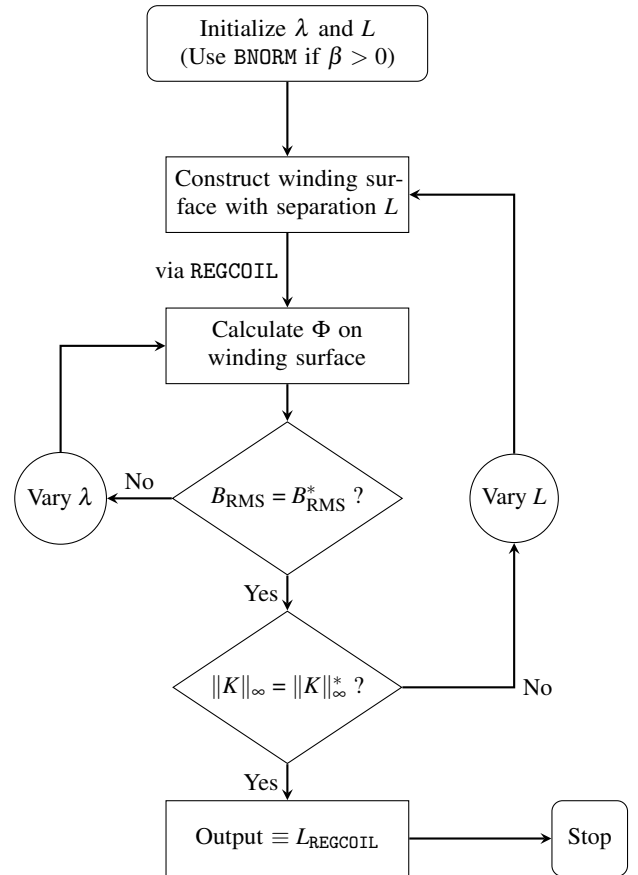 Initialize λ and L
(Use BNORM if β > 0)
Construct winding sur-
face with separation L
via REGCOIL
Calculate Φ on
winding surface
Vary λ
No
B_RMS = B*_RMS ?
Vary L
Yes
‖K‖_∞ = ‖K‖*_∞ ?
No
Yes
Output ≡ L_REGCOIL
Stop